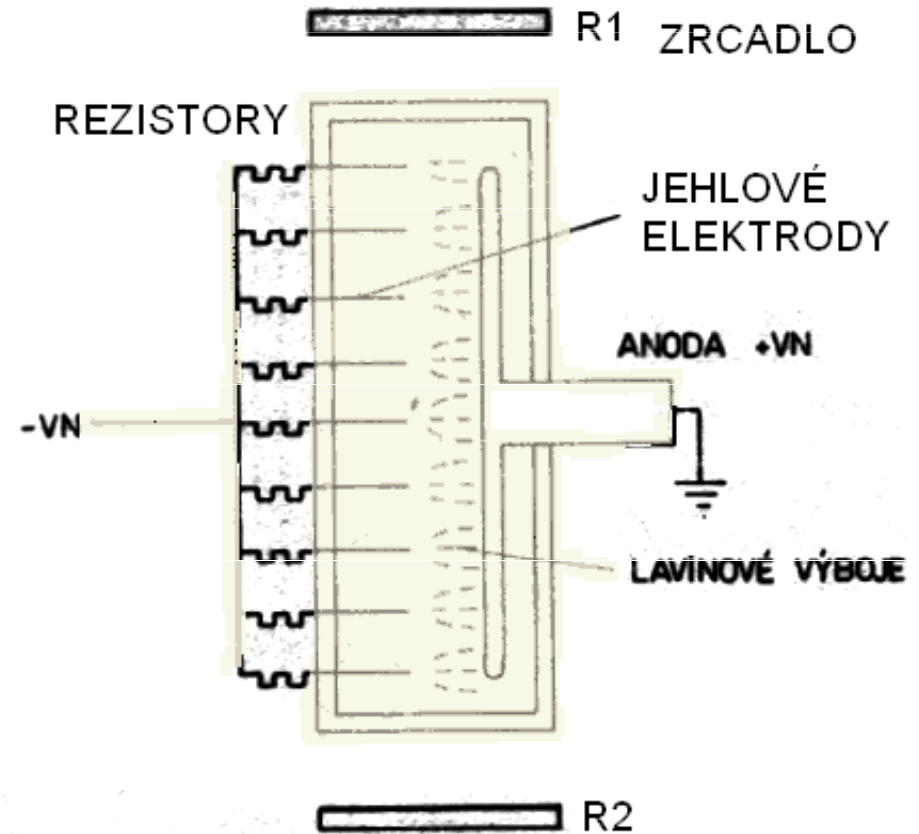 R1 ZRCADLO
REZISTORY
JEHLOVÉ
ELEKTRODY
ANODA +VN
-VN
LAVINOVÉ VÝBOJE
R2